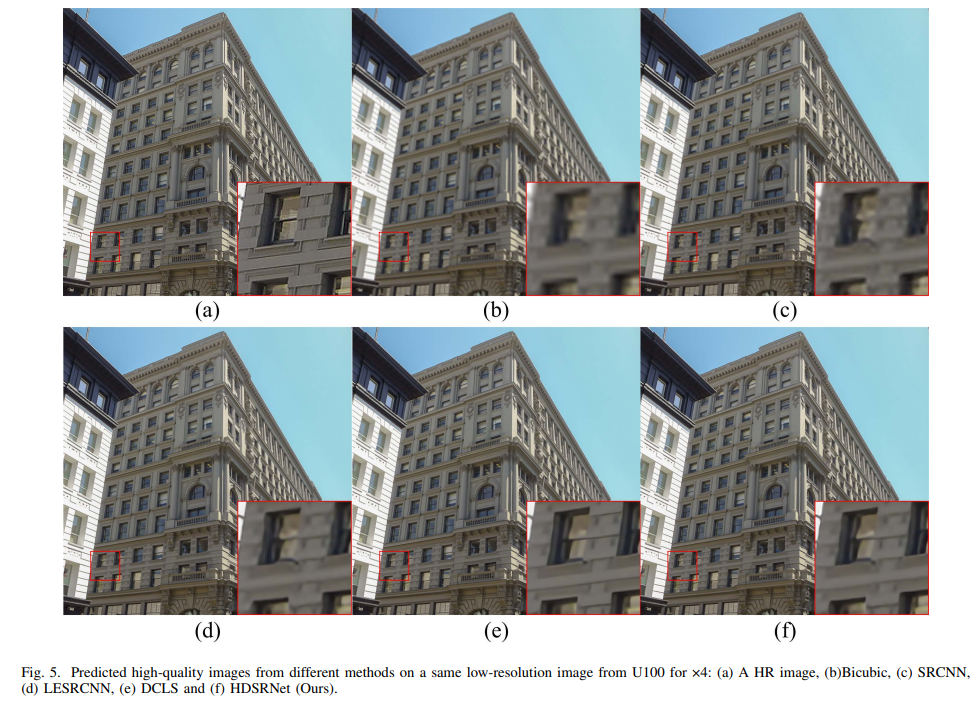 (a)
(b)
(c)
(d)
(e)
(f)
Fig. 5. Predicted high-quality images from different methods on a same low-resolution image from U100 for ×4: (a) A HR image, (b)Bicubic, (c) SRCNN,
(d) LESRCNN, (e) DCLS and (f) HDSRNet (Ours).